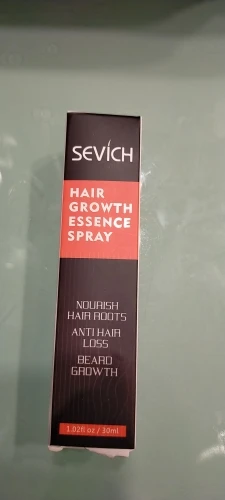 SEVICH
HAIR
GROWTH
ESSENCE
SPRAY
NOURISH
HAIR ROOTS
ANTI HAIR
LOSS
BEARD
GROWTH
1.02fl oz / 30ml